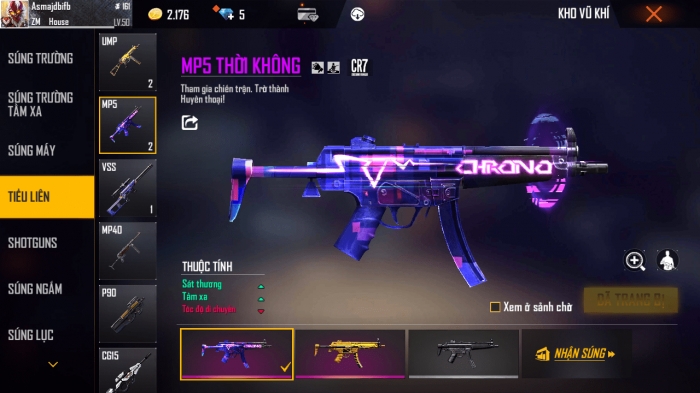 Asmajdbifb
# 161
ZM House
LV.50
2.176
5
KHO VŨ KHÍ
SÚNG TRƯỜNG
SÚNG TRƯỜNG
TẦM XA
SÚNG MÁY
TIỂU LIÊN
SHOTGUNS
SÚNG NGẮM
SÚNG LỤC
UMP
2
MP5
2
VSS
1
MP40
P90
CG15
MP5 THỜI KHÔNG
CR7
Tham gia chiến trận. Trở thành
Huyền thoại!
CHRONO
THUỘC TÍNH
Sát thương
Tầm xa
Tốc độ di chuyển
Xem ở sảnh chờ
ĐÃ TRANG BỊ
NHẬN SÚNG